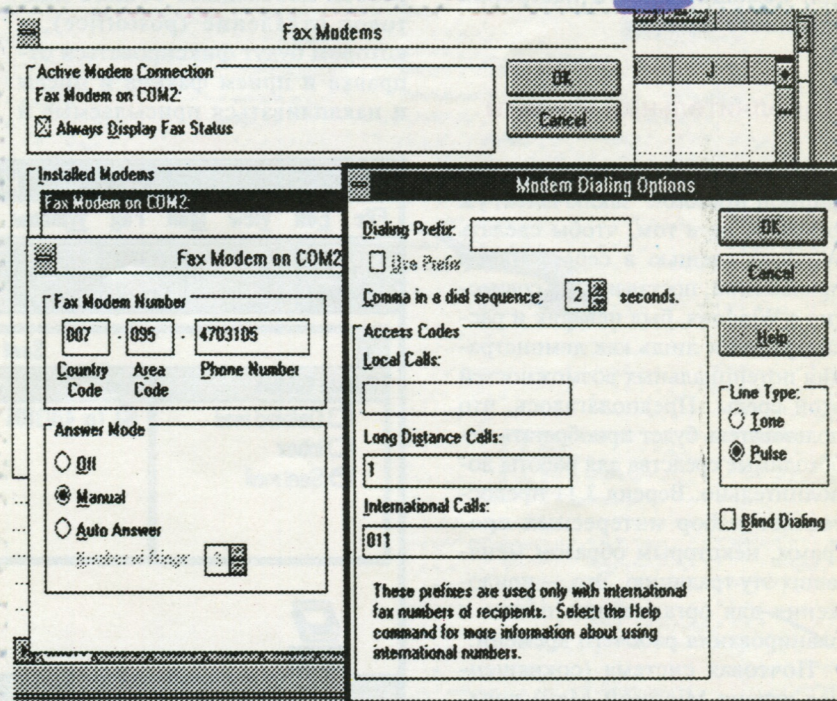 Fax Modems
Active Modem Connection
Fax Modem on COM2:
Always Display Fax Status
OK
Cancel
Installed Modems
Fax Modem on COM2:
Fax Modem on COM2
Fax Modem Number
007 - 095 - 4703105
Country Code
Area Code
Phone Number
Answer Mode
Off
Manual
Auto Answer
3
Modem Dialing Options
Dialing Prefix:
Use Prefix
Comma in a dial sequence: 2 seconds.
Access Codes
Local Calls:
Long Distance Calls:
1
International Calls:
011
These prefixes are used only with international
fax numbers of recipients. Select the Help
command for more information about using
international numbers.
OK
Cancel
Help
Line Type:
Tone
Pulse
Blind Dialing
J